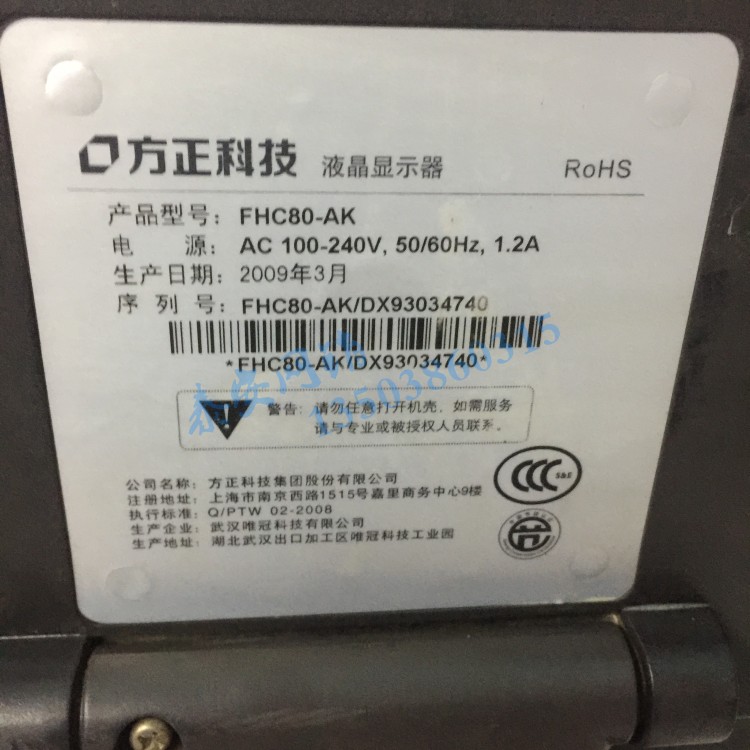 方正科技 液晶显示器 RoHS
产品型号: FHC80-AK
电 源: AC 100-240V, 50/60Hz, 1.2A
生产日期: 2009年3月
序 列 号: FHC80-AK/DX93034740
*FHC80-AK/DX93034740*
警告: 请勿任意打开机壳, 如需服务
请与专业或被授权人员联系。
公司名称: 方正科技集团股份有限公司
注册地址: 上海市南京西路1515号嘉里商务中心9楼
执行标准: Q/PTW 02-2008
生产企业: 武汉唯冠科技有限公司
生产地址: 湖北武汉出口加工区唯冠科技工业园
CCC S&E
13503860315